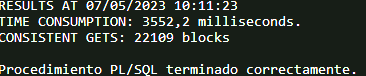 RESULTS AT 07/05/2023 10:11:23
TIME CONSUMPTION: 3552,2 milliseconds.
CONSISTENT GETS: 22109 blocks
Procedimiento PL/SQL terminado correctamente.